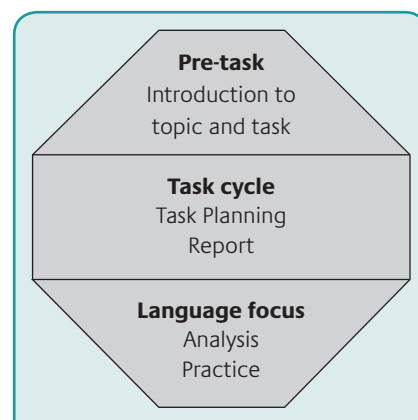 Pre-task
Introduction to
topic and task
Task cycle
Task Planning
Report
Language focus
Analysis
Practice